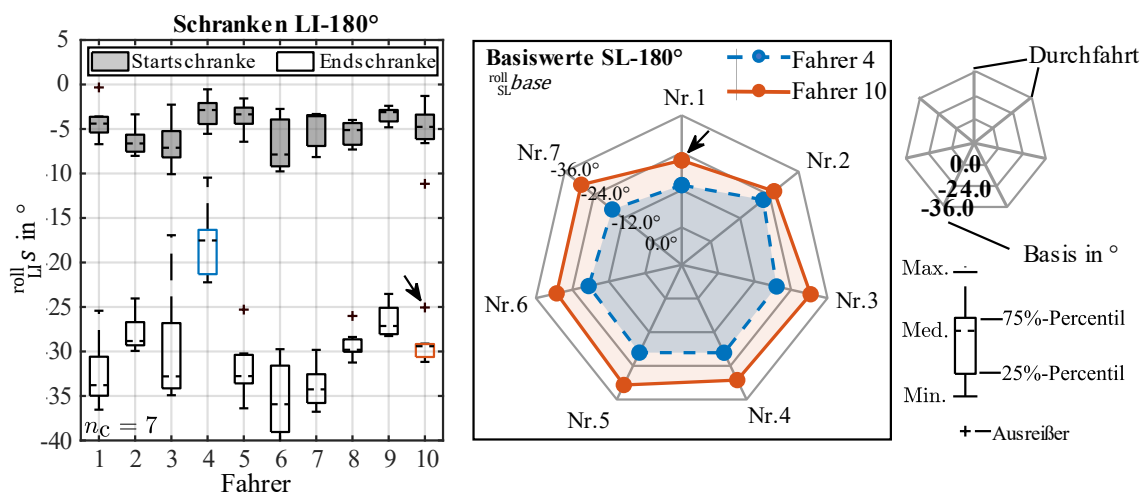 Schranken LI-180°
Startschranke
Endschranke
5
0
-5
-10
-15
-20
-25
-30
-35
-40
roll LI s in °
n_C = 7
1 2 3 4 5 6 7 8 9 10
Fahrer
Basiswerte SL-180°
roll SL base
Fahrer 4
Fahrer 10
Nr.1
Nr.2
Nr.3
Nr.4
Nr.5
Nr.6
Nr.7
-36.0°
-24.0°
-12.0°
0.0°
Durchfahrt
0.0
-24.0
-36.0
Basis in °
Max.
75%-Percentil
Med.
25%-Percentil
Min.
Ausreißer